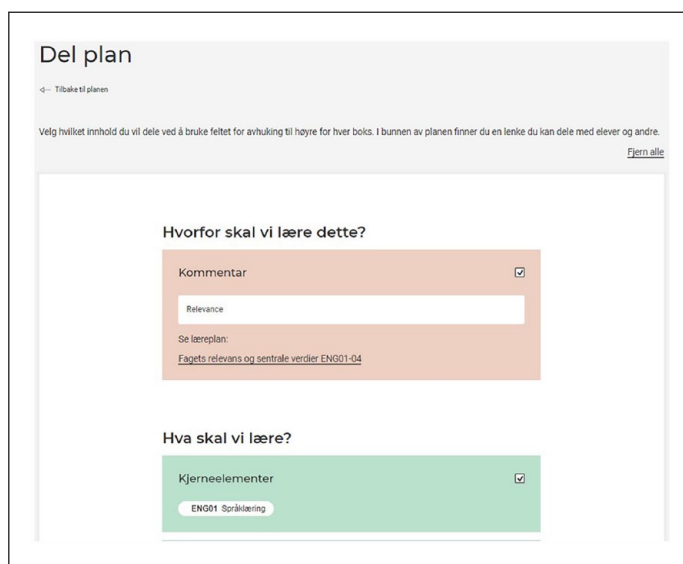 Del plan
Tilbake til planen
Velg hvilket innhold du vil dele ved å bruke feltet for avhuking til høyre for hver boks. I bunnen av planen finner du en lenke du kan dele med elever og andre.
Fjern alle
Hvorfor skal vi lære dette?
Kommentar
Relevance
Se læreplan:
Fagets relevans og sentrale verdier ENG01-04
Hva skal vi lære?
Kjerneelementer
ENG01 Språklæring